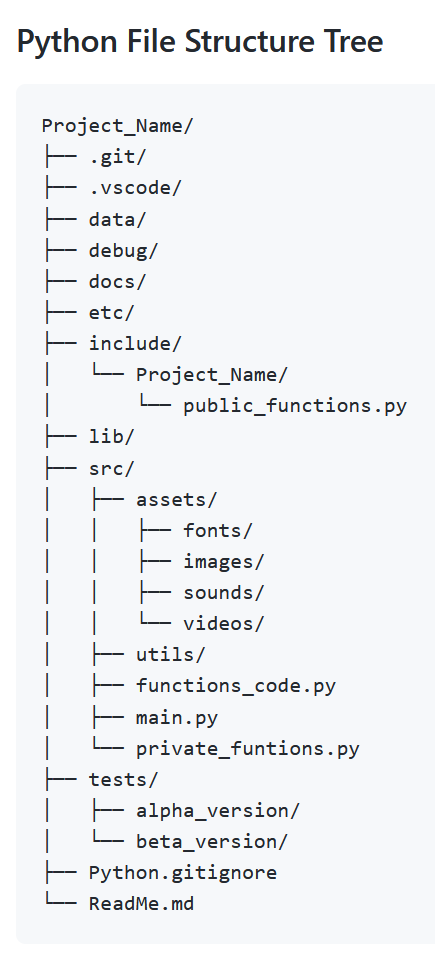 Python File Structure Tree
Project_Name/
├── .git/
├── .vscode/
├── data/
├── debug/
├── docs/
├── etc/
├── include/
│   └── Project_Name/
│       └── public_functions.py
├── lib/
├── src/
│   ├── assets/
│   │   ├── fonts/
│   │   ├── images/
│   │   ├── sounds/
│   │   └── videos/
│   ├── utils/
│   ├── functions_code.py
│   ├── main.py
│   └── private_funtions.py
├── tests/
│   ├── alpha_version/
│   └── beta_version/
├── Python.gitignore
└── ReadMe.md